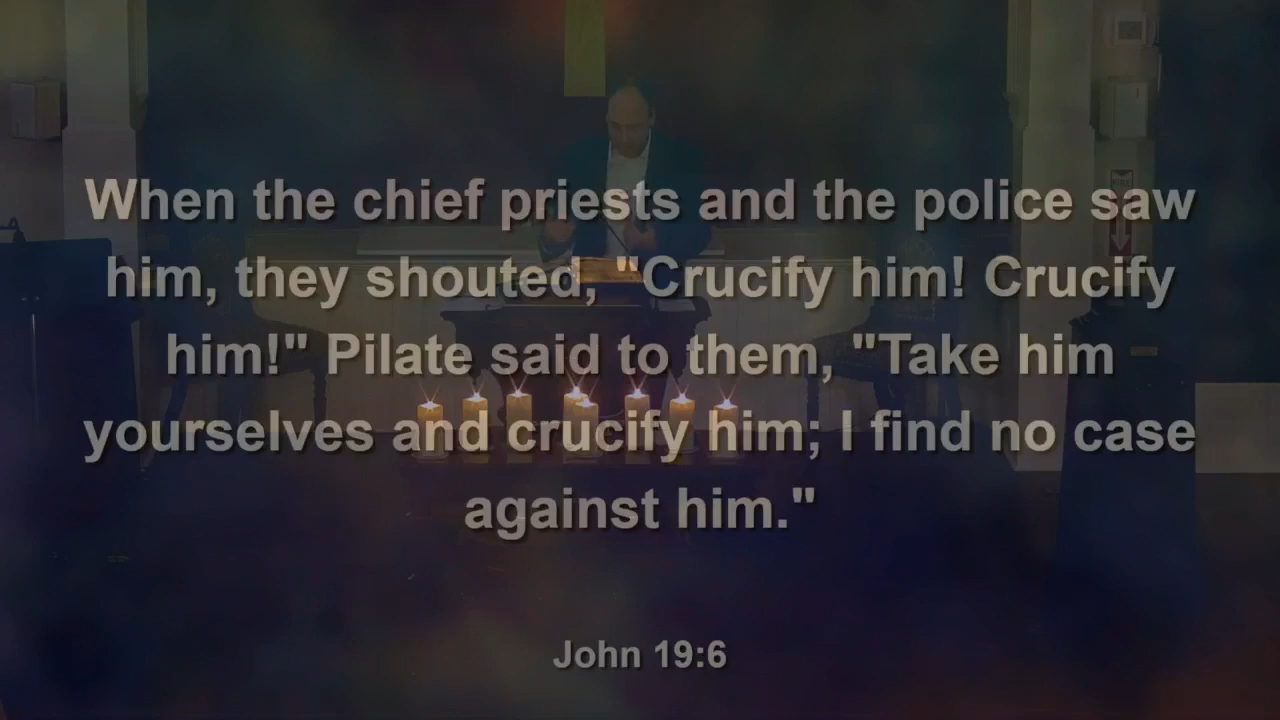 When the chief priests and the police saw
him, they shouted, "Crucify him! Crucify
him!" Pilate said to them, "Take him
yourselves and crucify him; I find no case
against him."
John 19:6